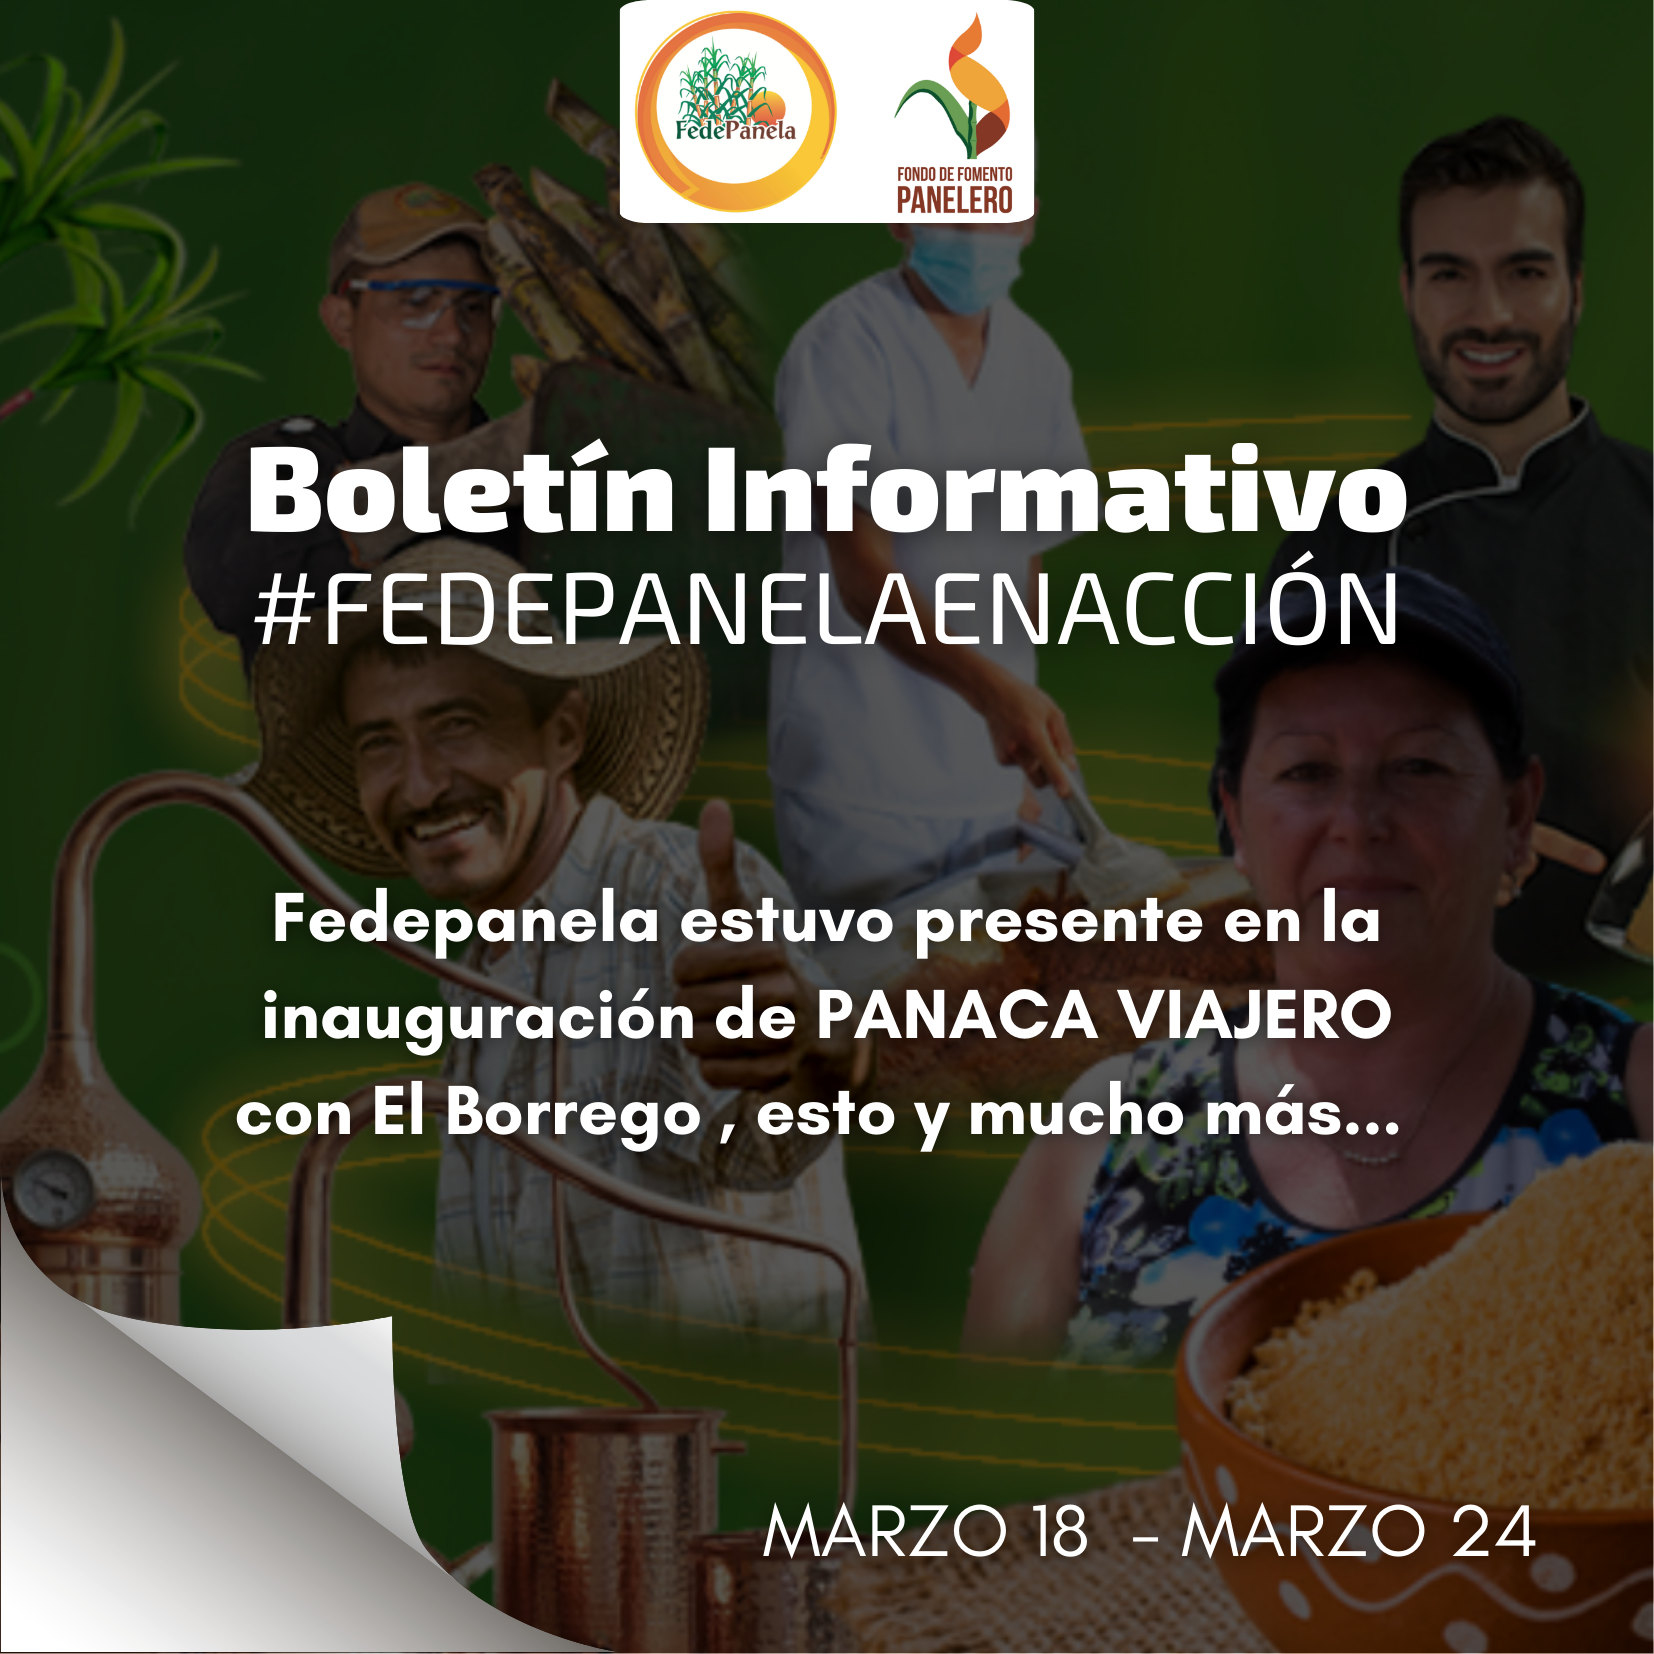 FedePanela
FONDO DE FOMENTO
PANELERO
Boletín Informativo
#FEDEPANELAENACCIÓN
Fedepanela estuvo presente en la
inauguración de PANACA VIAJERO
con El Borrego , esto y mucho más...
MARZO 18 - MARZO 24